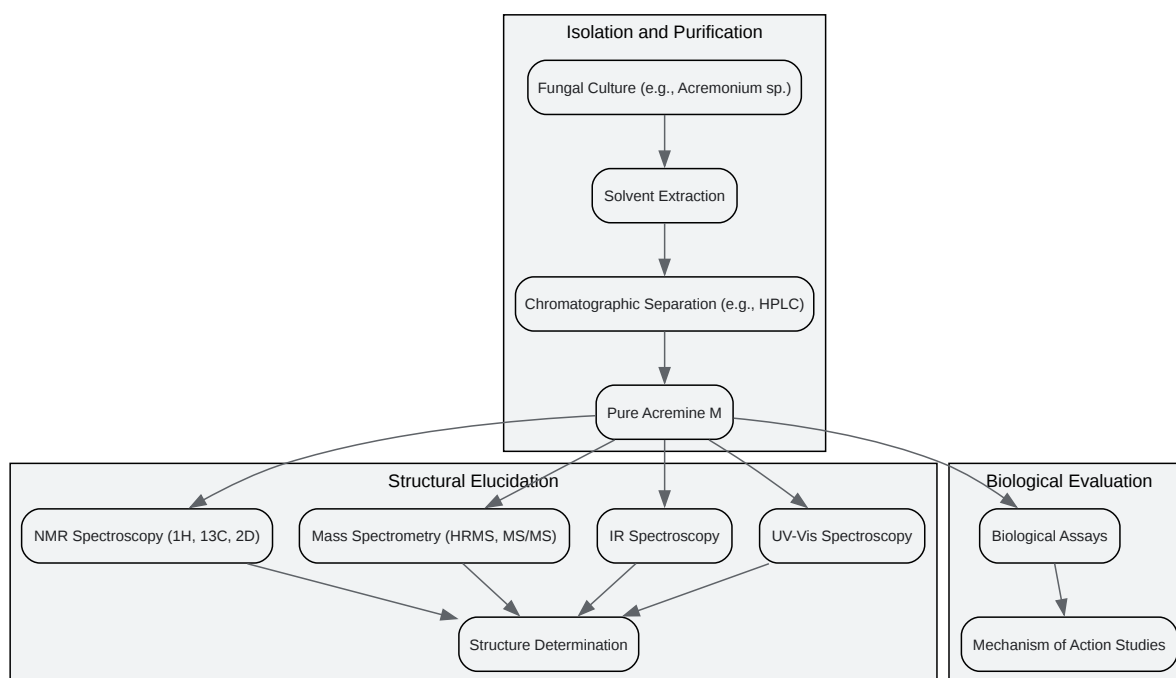 Isolation and Purification
Fungal Culture (e.g., Acremonium sp.)
Solvent Extraction
Chromatographic Separation (e.g., HPLC)
Pure Acremine M
Structural Elucidation
Biological Evaluation
NMR Spectroscopy (1H, 13C, 2D)
Mass Spectrometry (HRMS, MS/MS)
IR Spectroscopy
UV-Vis Spectroscopy
Biological Assays
Structure Determination
Mechanism of Action Studies